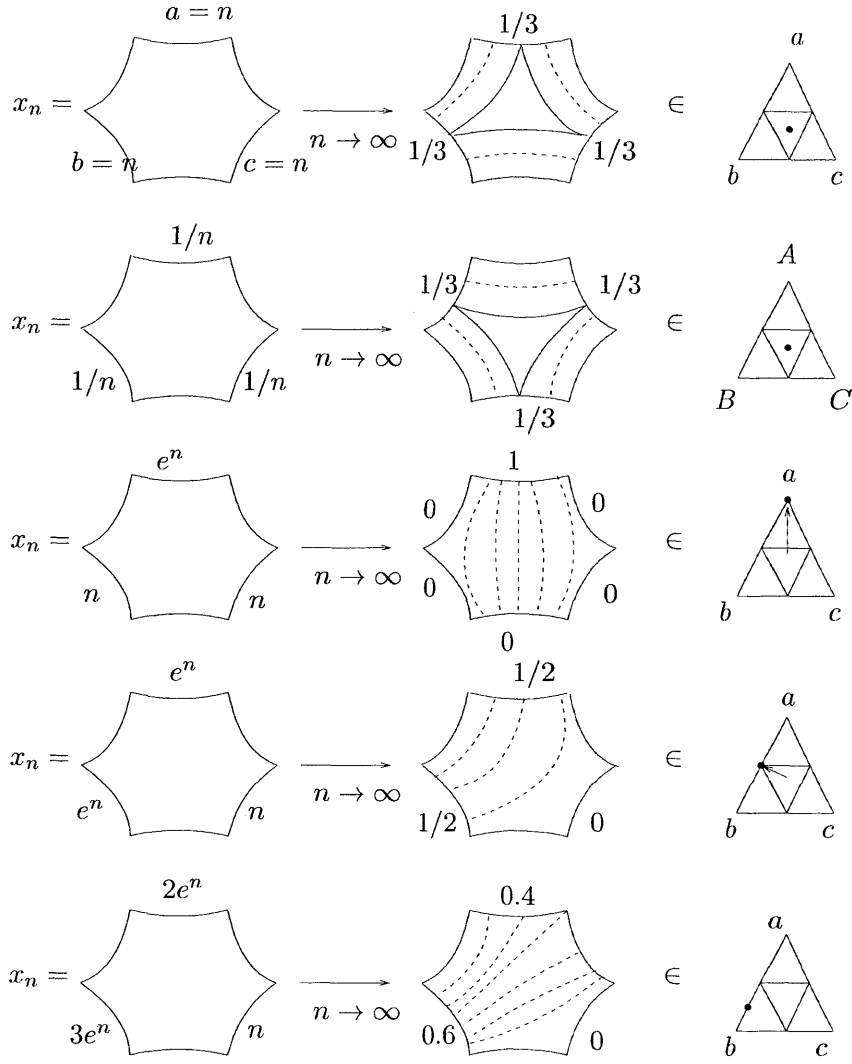 a = n
1/3
a
x_n =
n → ∞
∈
b = n
c = n
1/3
1/3
b
c
1/n
A
1/3
1/3
x_n =
n → ∞
∈
1/n
1/n
1/3
B
C
e^n
1
a
0
0
x_n =
n → ∞
∈
n
n
0
0
0
b
c
e^n
1/2
a
x_n =
n → ∞
∈
e^n
n
1/2
0
b
c
2e^n
0.4
a
x_n =
n → ∞
∈
3e^n
n
0.6
0
b
c